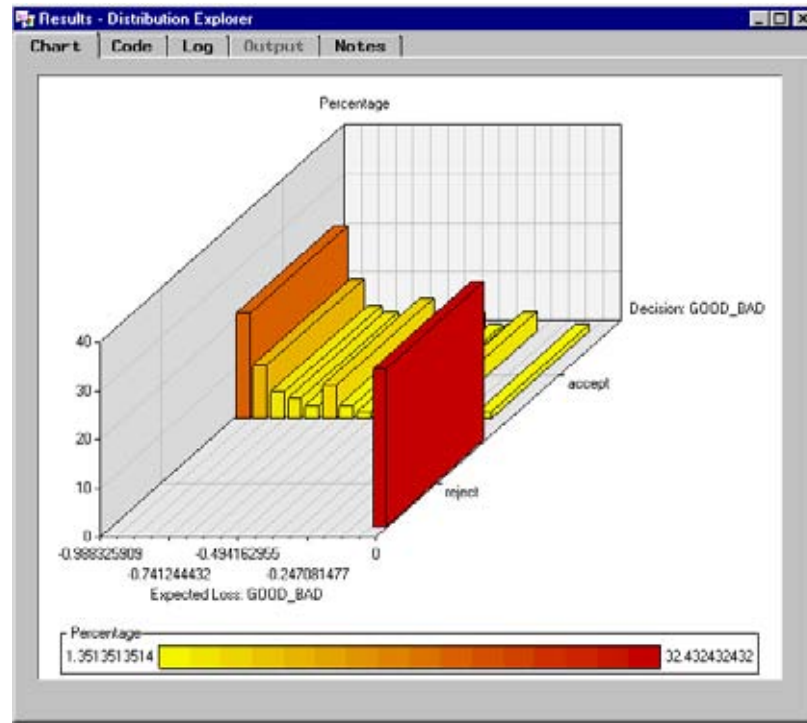 Results - Distribution Explorer
Chart Code Log Output Notes
Percentage
Decision: GOOD_BAD
accept
reject
40
30
20
10
0
-0.988325909 -0.494162955 0
-0.741244432 -0.247081477
Expected Loss: GOOD_BAD
Percentage
1.3513513514 32.432432432